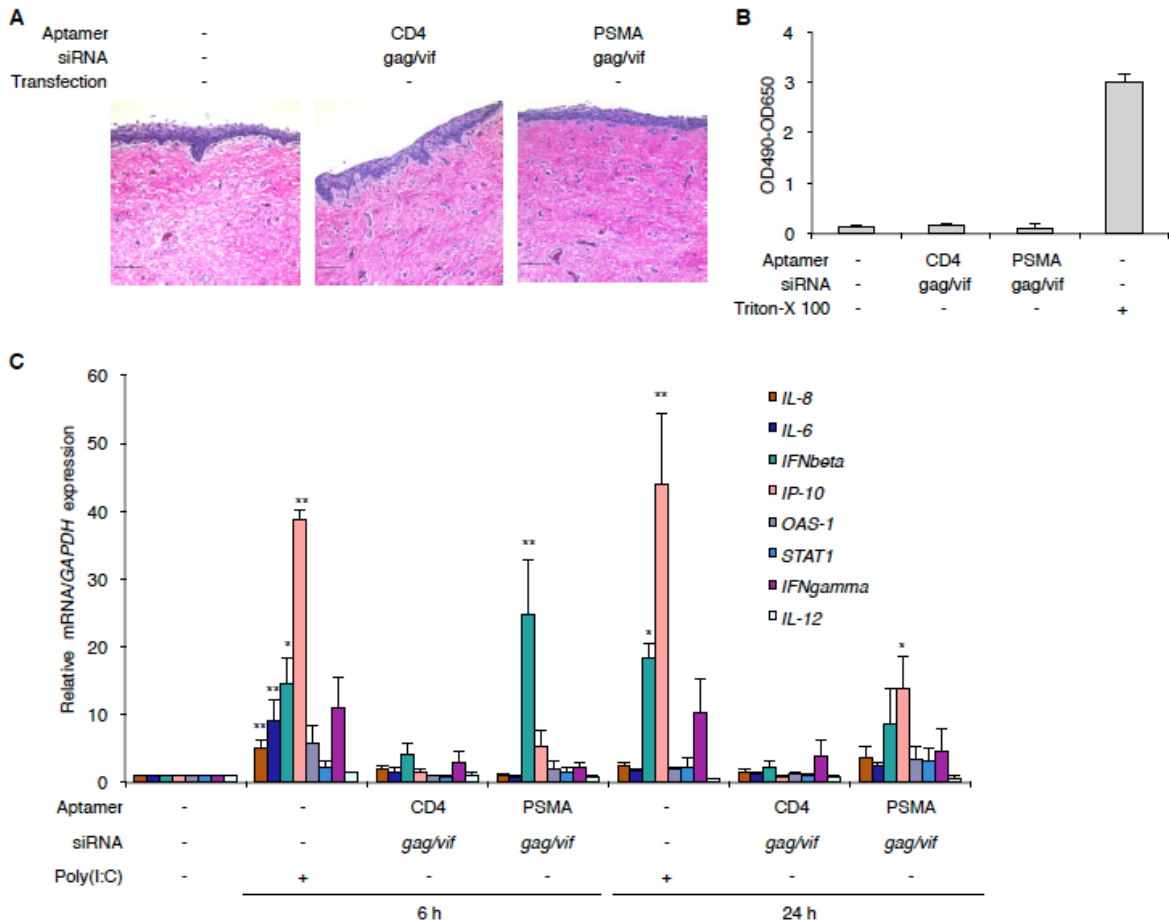 A
Aptamer - CD4 PSMA
siRNA - gag/vif gag/vif
Transfection - - -
B
4
3
2
1
0
OD490-OD650
Aptamer - CD4 PSMA -
siRNA - gag/vif gag/vif -
Triton-X 100 - - - +
C
60
50
40
30
20
10
0
Relative mRNA/GAPDH expression
** ** * ** ** * ** *
IL-8
IL-6
IFNbeta
IP-10
OAS-1
STAT1
IFNgamma
IL-12
Aptamer - - CD4 PSMA - CD4 PSMA
siRNA - - gag/vif gag/vif - gag/vif gag/vif
Poly(I:C) - + - - + - -
6 h 24 h